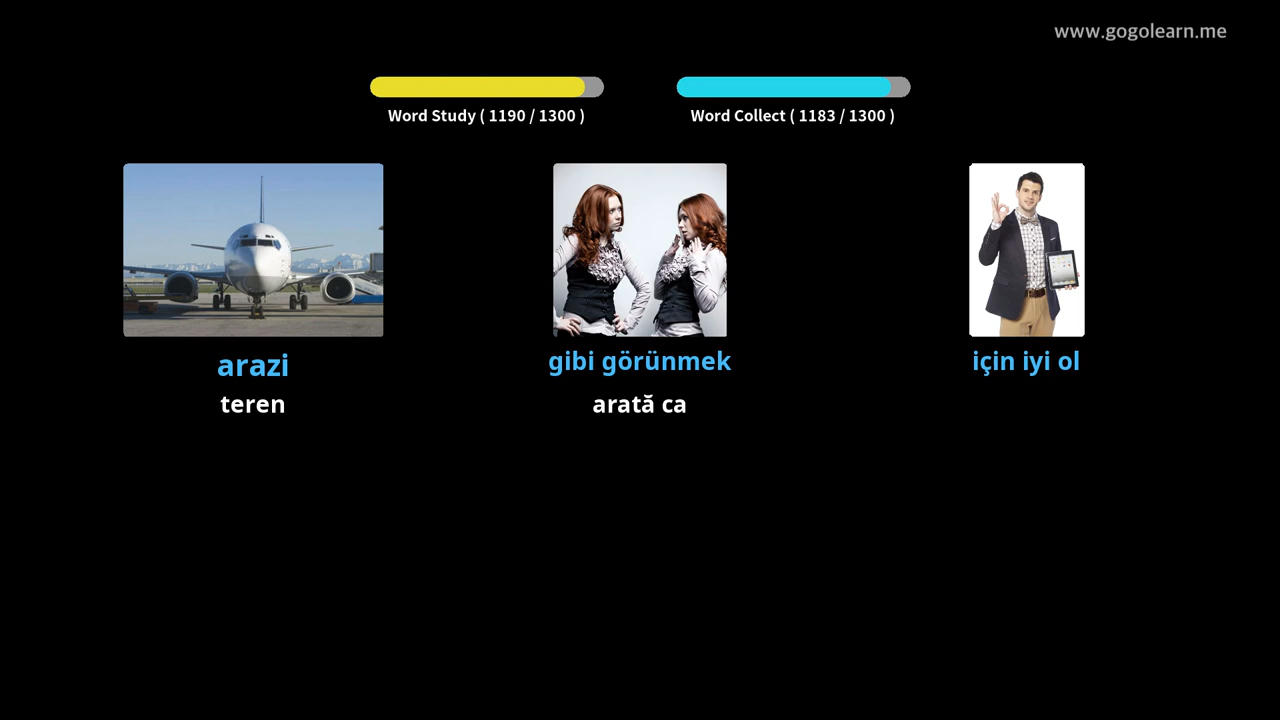 www.gogolearn.me
Word Study ( 1190 / 1300 )
Word Collect ( 1183 / 1300 )
arazi
gibi görünmek
için iyi ol
teren
arată ca